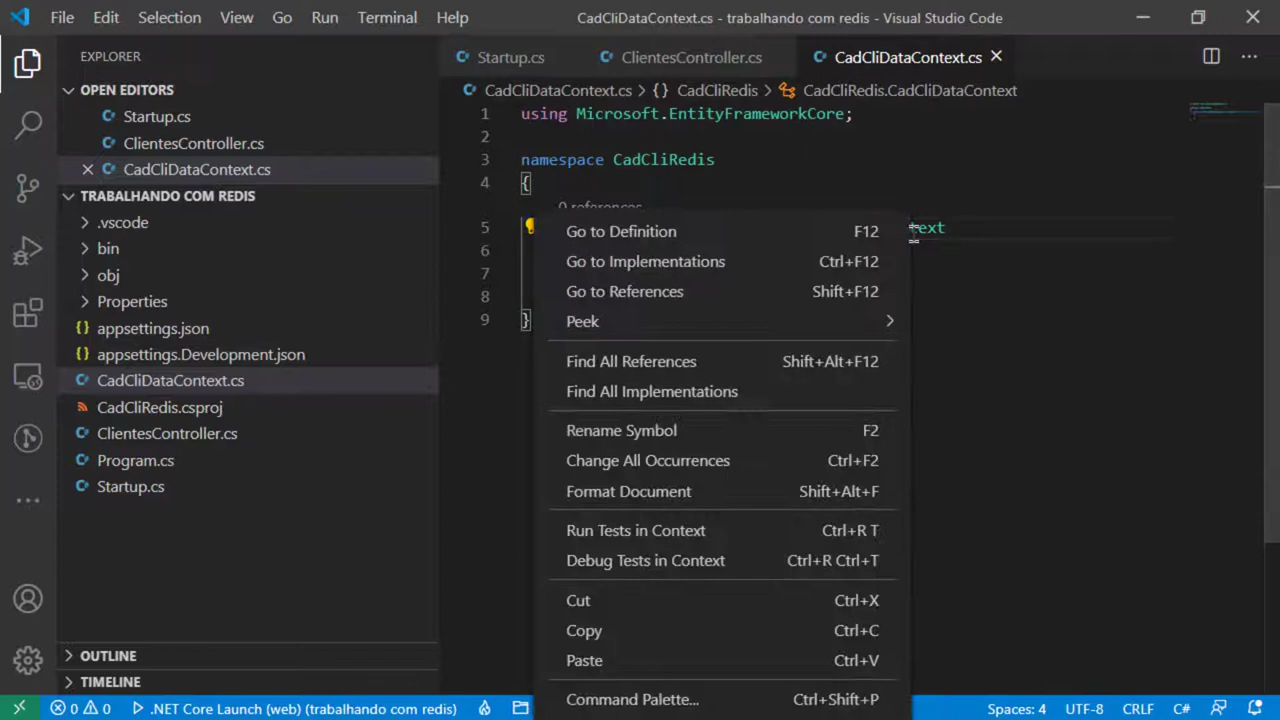 File Edit Selection View Go Run Terminal Help CadCliDataContext.cs - trabalhando com redis - Visual Studio Code
EXPLORER
OPEN EDITORS
Startup.cs
ClientesController.cs
CadCliDataContext.cs
TRABALHANDO COM REDIS
.vscode
bin
obj
Properties
appsettings.json
appsettings.Development.json
CadCliDataContext.cs
CadCliRedis.csproj
ClientesController.cs
Program.cs
Startup.cs
OUTLINE
TIMELINE
Startup.cs ClientesController.cs CadCliDataContext.cs
CadCliDataContext.cs > {} CadCliRedis > CadCliRedis.CadCliDataContext
1 using Microsoft.EntityFrameworkCore;
2
3 namespace CadCliRedis
4 {
0 references
5 text
6
7
8
9 }
Go to Definition F12
Go to Implementations Ctrl+F12
Go to References Shift+F12
Peek
Find All References Shift+Alt+F12
Find All Implementations
Rename Symbol F2
Change All Occurrences Ctrl+F2
Format Document Shift+Alt+F
Run Tests in Context Ctrl+R T
Debug Tests in Context Ctrl+R Ctrl+T
Cut Ctrl+X
Copy Ctrl+C
Paste Ctrl+V
Command Palette... Ctrl+Shift+P
0 0 .NET Core Launch (web) (trabalhando com redis) Spaces: 4 UTF-8 CRLF C#